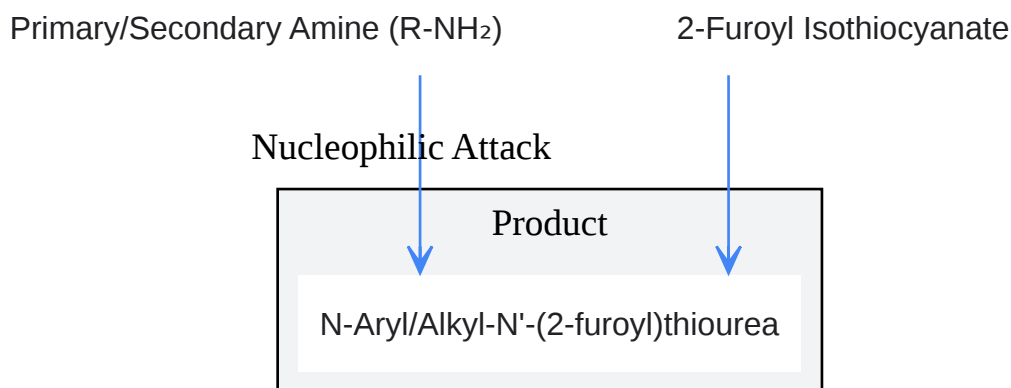 Primary/Secondary Amine (R-NH₂)
2-Furoyl Isothiocyanate
Nucleophilic Attack
Product
N-Aryl/Alkyl-N'-(2-furoyl)thiourea